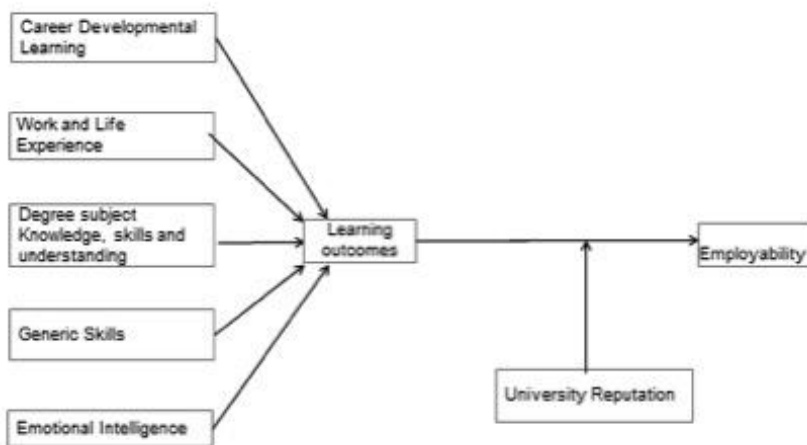 Career Developmental
Learning
Work and Life
Experience
Degree subject
Knowledge, skills and
understanding
Generic Skills
Emotional Intelligence
Learning
outcomes
Employability
University Reputation